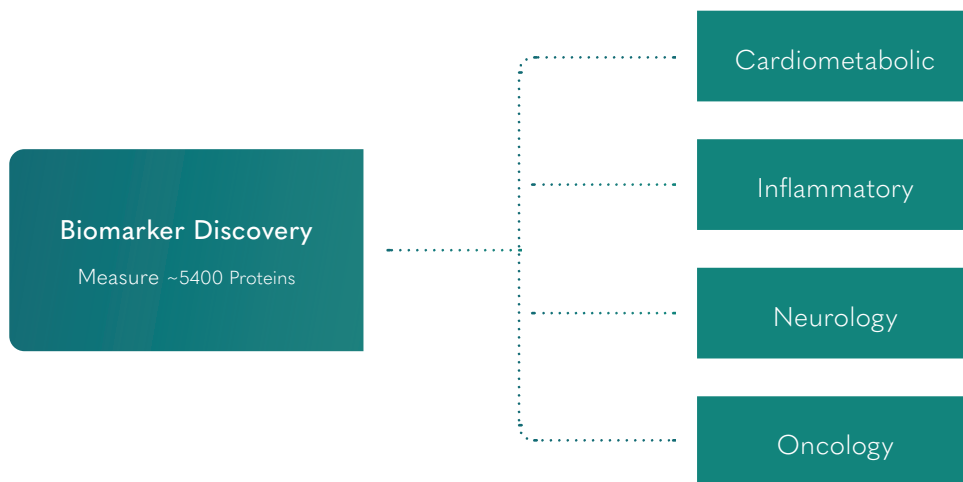 Cardiometabolic
Inflammatory
Biomarker Discovery
Measure ~5400 Proteins
Neurology
Oncology